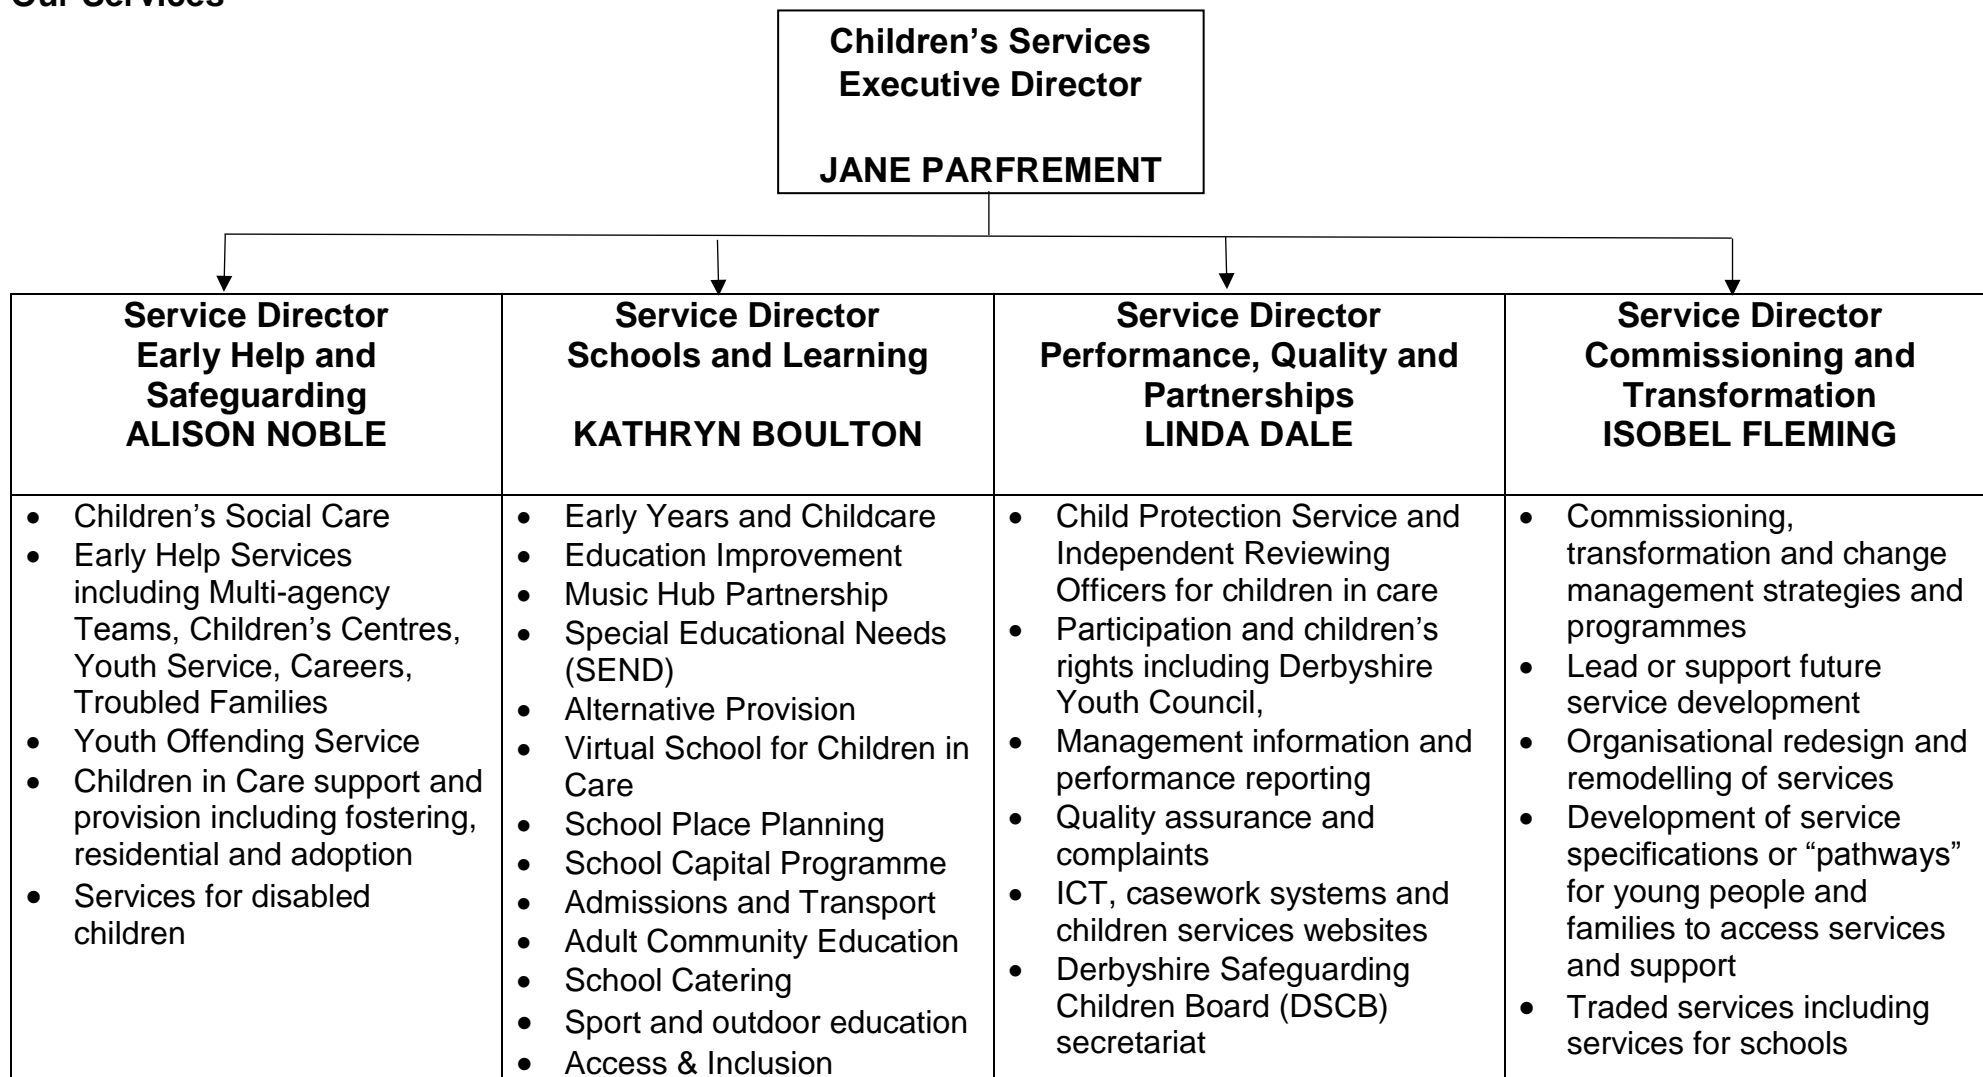 Our Services
Children’s Services
Executive Director
JANE PARFREMENT
Service Director
Early Help and
Safeguarding
ALISON NOBLE
Service Director
Schools and Learning
KATHRYN BOULTON
Service Director
Performance, Quality and
Partnerships
LINDA DALE
Service Director
Commissioning and
Transformation
ISOBEL FLEMING
• Children’s Social Care
• Early Help Services
including Multi-agency
Teams, Children’s Centres,
Youth Service, Careers,
Troubled Families
• Youth Offending Service
• Children in Care support and
provision including fostering,
residential and adoption
• Services for disabled
children
• Early Years and Childcare
• Education Improvement
• Music Hub Partnership
• Special Educational Needs
(SEND)
• Alternative Provision
• Virtual School for Children in
Care
• School Place Planning
• School Capital Programme
• Admissions and Transport
• Adult Community Education
• School Catering
• Sport and outdoor education
• Access & Inclusion
• Child Protection Service and
Independent Reviewing
Officers for children in care
• Participation and children’s
rights including Derbyshire
Youth Council,
• Management information and
performance reporting
• Quality assurance and
complaints
• ICT, casework systems and
children services websites
• Derbyshire Safeguarding
Children Board (DSCB)
secretariat
• Commissioning,
transformation and change
management strategies and
programmes
• Lead or support future
service development
• Organisational redesign and
remodelling of services
• Development of service
specifications or “pathways”
for young people and
families to access services
and support
• Traded services including
services for schools